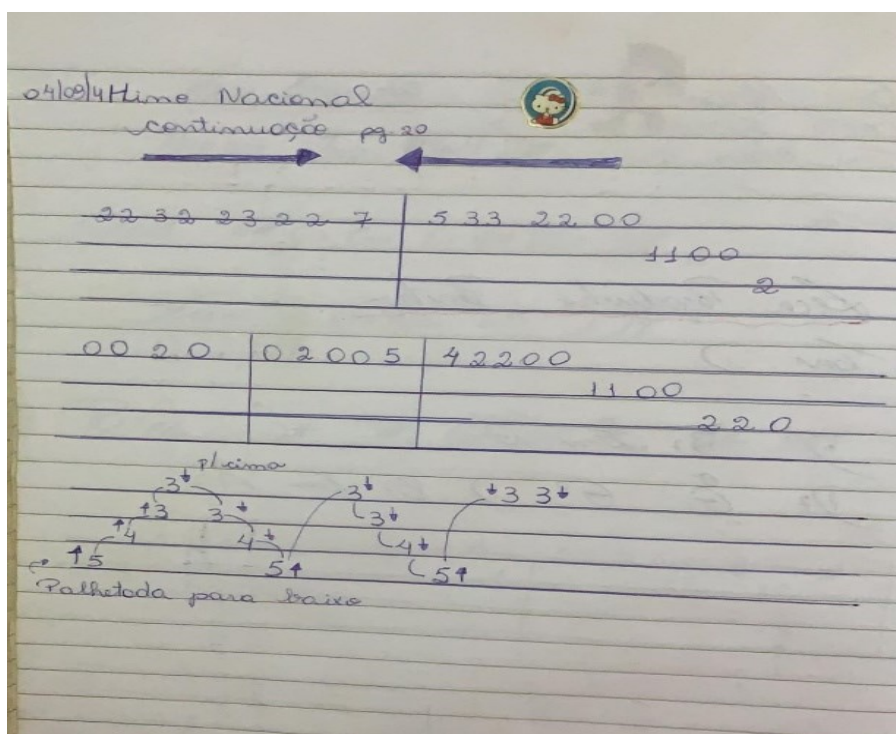 04/09/4 Hino Nacional
continuação pg. 20
22 32 23 22 7 | 5 33 22 00
1100
2
00 2 0 | 0 2 0 0 5 | 4 2 2 0 0
11 00
2 2 0
p/ cima
3↓ 3↓ ↓3 3↓
↑3 3↓ 3↓
↑4 4↓ 4↓
↑5 5↑ 5↑
Palhetada para baixo